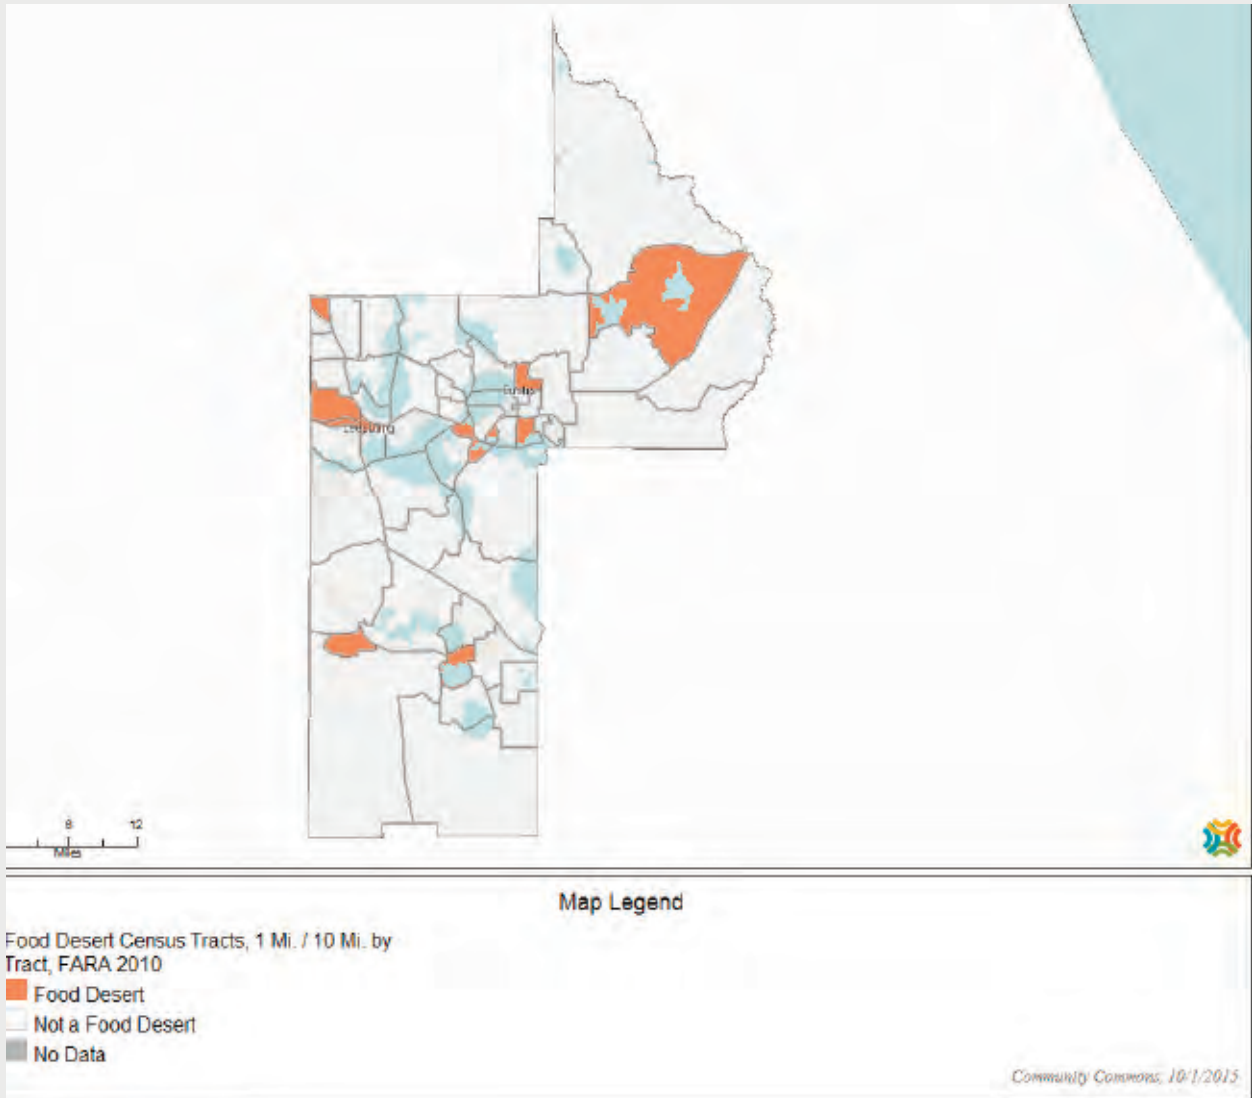 Eustis
Leesburg
6 12
Miles
Map Legend
Food Desert Census Tracts, 1 Mi. / 10 Mi. by
Tract, FARA 2010
Food Desert
Not a Food Desert
No Data
Community Commons, 10/1/2015